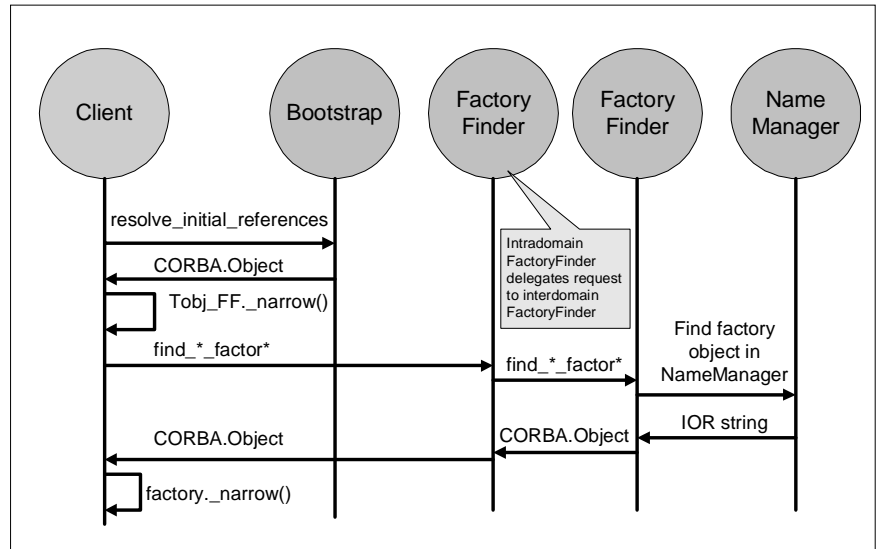 Client
Bootstrap
Factory
Finder
Factory
Finder
Name
Manager
resolve_initial_references
CORBA.Object
Tobj_FF._narrow()
Intradomain
FactoryFinder
delegates request
to interdomain
FactoryFinder
find_*_factor*
find_*_factor*
Find factory
object in
NameManager
IOR string
CORBA.Object
CORBA.Object
factory._narrow()